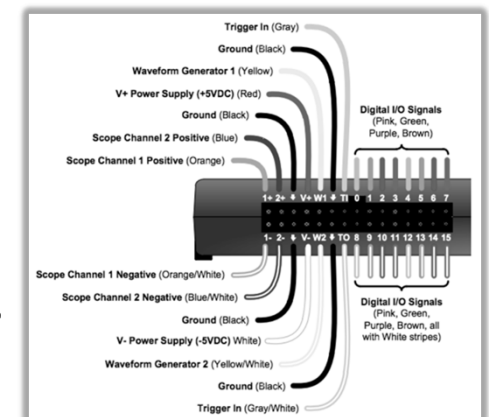 Trigger In (Gray)
Ground (Black)
Waveform Generator 1 (Yellow)
V+ Power Supply (+5VDC) (Red)
Ground (Black)
Scope Channel 2 Positive (Blue)
Scope Channel 1 Positive (Orange)
Digital I/O Signals
(Pink, Green,
Purple, Brown)
1+ 2+ V+ W1 TI 0 1 2 3 4 5 6 7
1- 2- V- W2 TO 8 9 10 11 12 13 14 15
Scope Channel 1 Negative (Orange/White)
Scope Channel 2 Negative (Blue/White)
Ground (Black)
V- Power Supply (-5VDC) White)
Waveform Generator 2 (Yellow/White)
Ground (Black)
Trigger In (Gray/White)
Digital I/O Signals
(Pink, Green,
Purple, Brown, all
with White stripes)